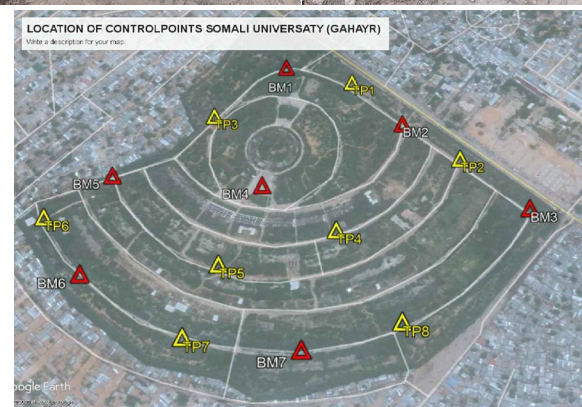 LOCATION OF CONTROLPOINTS SOMALI UNIVERSATY (GAHAYR)
Write a description for your map
BM1
TP1
TP3
BM2
TP2
BM5
BM4
BM3
TP6
TP4
TP5
BM6
TP8
TP7
BM7
oogle Earth